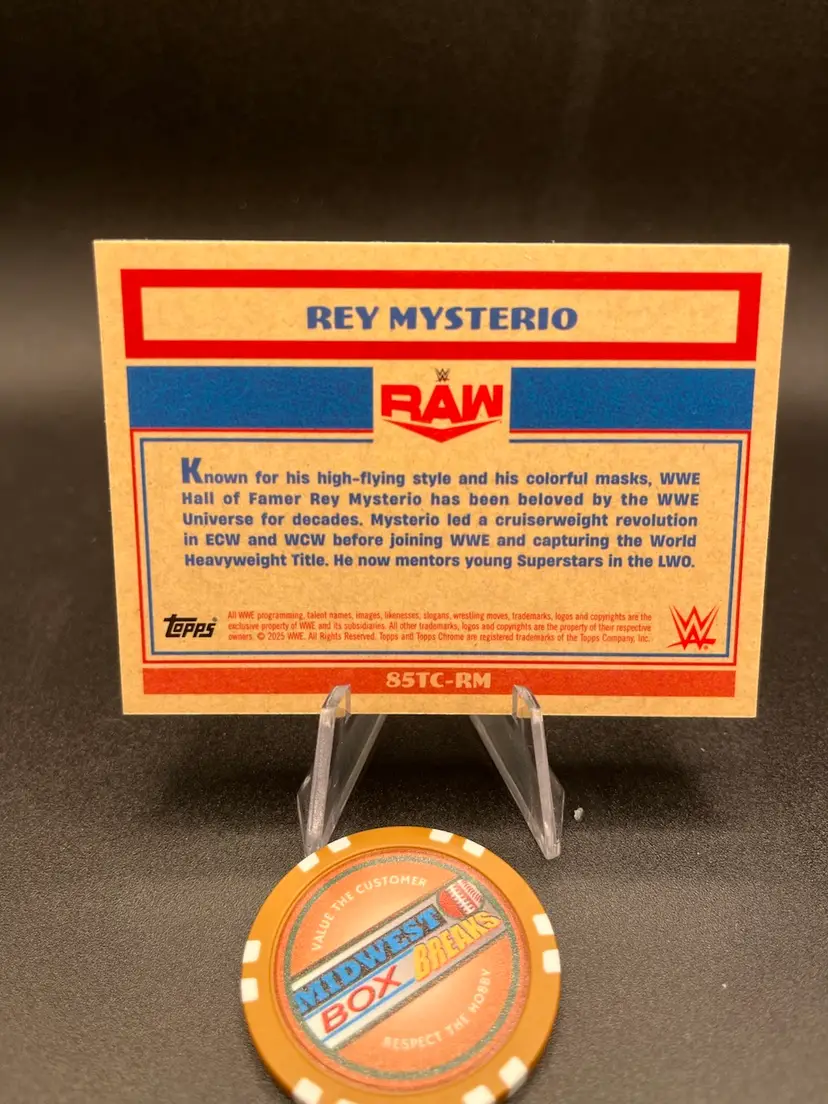 REY MYSTERIO
W
RAW
Known for his high-flying style and his colorful masks, WWE
Hall of Famer Rey Mysterio has been beloved by the WWE
Universe for decades. Mysterio led a cruiserweight revolution
in ECW and WCW before joining WWE and capturing the World
Heavyweight Title. He now mentors young Superstars in the LWO.
Topps®
All WWE programming, talent names, images, likenesses, slogans, wrestling moves, trademarks, logos and copyrights are the
exclusive property of WWE and its subsidiaries. All other trademarks, logos and copyrights are the property of their respective
owners. © 2025 WWE. All Rights Reserved. Topps and Topps Chrome are registered trademarks of the Topps Company, Inc.
W
85TC-RM
VALUE THE CUSTOMER
MIDWEST
BOX BREAKS
RESPECT THE HOBBY